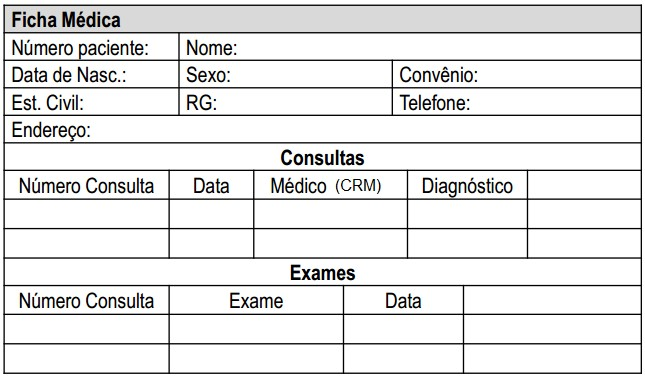 Ficha Médica
Número paciente: Nome:
Data de Nasc.: Sexo: Convênio:
Est. Civil: RG: Telefone:
Endereço:
Consultas
Número Consulta Data Médico (CRM) Diagnóstico
Exames
Número Consulta Exame Data